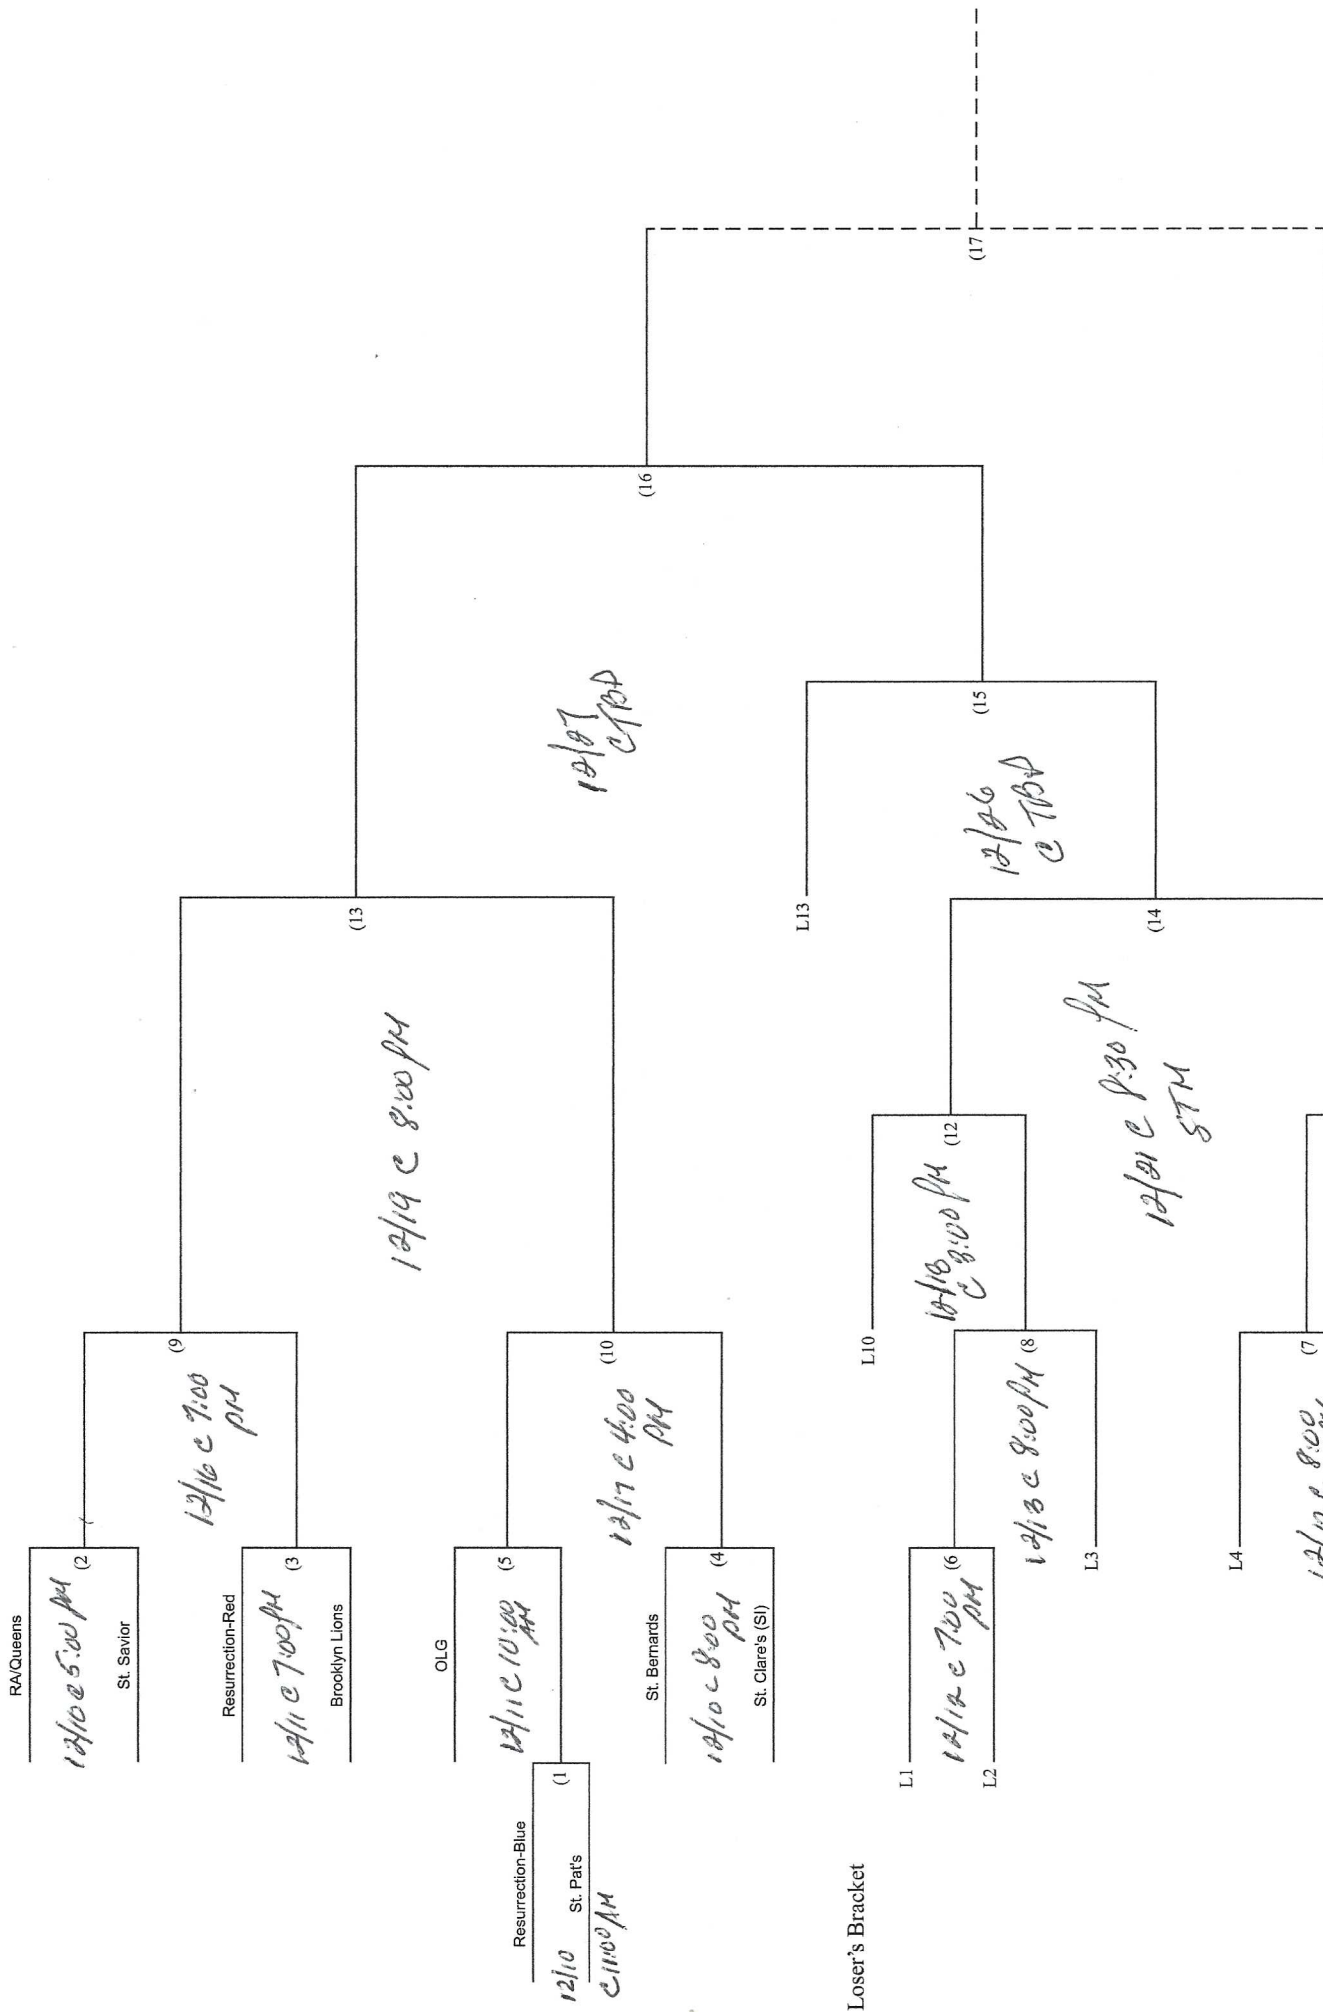 RA/Queens
12/10 @ 5:00 PM
(2
St. Savior
12/16 @ 7:00
PM
(9
Resurrection-Red
12/11 @ 7:00 PM
(3
Brooklyn Lions
12/19 @ 8:00 PM
(13
OLG
12/11 @ 10:00
AM
(5
Resurrection-Blue
12/10
(1
St. Pat's
@ 11:00 AM
12/17 @ 4:00
PM
(10
St. Bernards
12/10 @ 8:00
PM
(4
St. Clare's (SI)
12/27
@ TBD
(16
(17
Loser's Bracket
L13
12/26
@ TBD
(15
L10
12/18
@ 3:00 PM
(12
L1
12/12 @ 7:00
PM
(6
L2
12/13 @ 8:00 PM
(8
L3
12/21 @ 8:30 PM
STM
(14
L4
8:00
(7